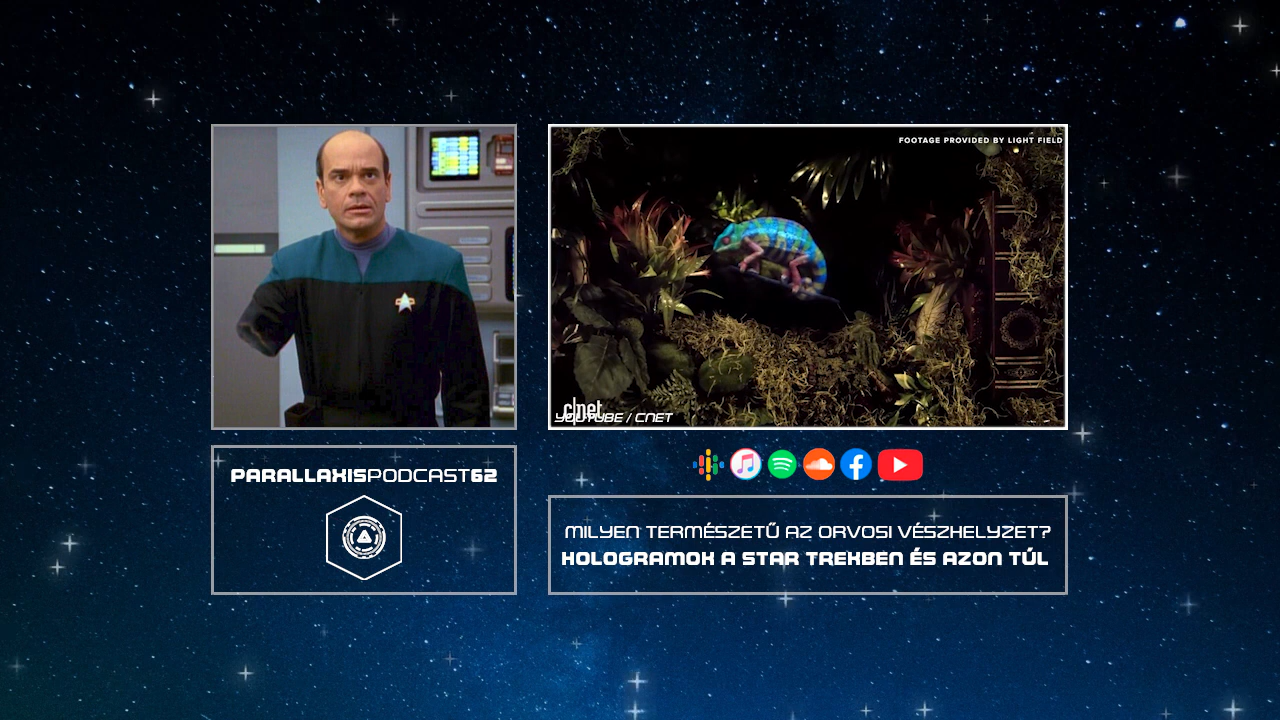 FOOTAGE PROVIDED BY LIGHT FIELD
c|net
YOUTUBE / CNET
PARALLAXISPODCAST62
MILYEN TERMÉSZETŰ AZ ORVOSI VÉSZHELYZET?
HOLOGRAMOK A STAR TREKBEN ÉS AZON TÚL